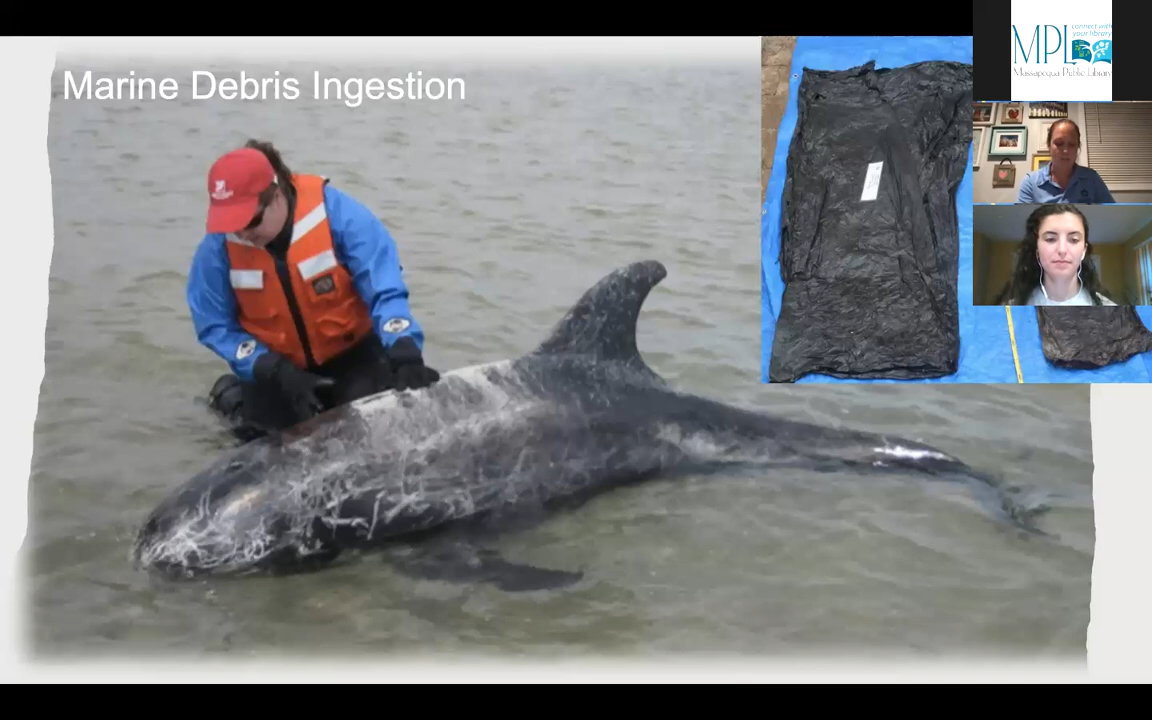 Marine Debris Ingestion
MPL
connect with
your library
Massapequa Public Library